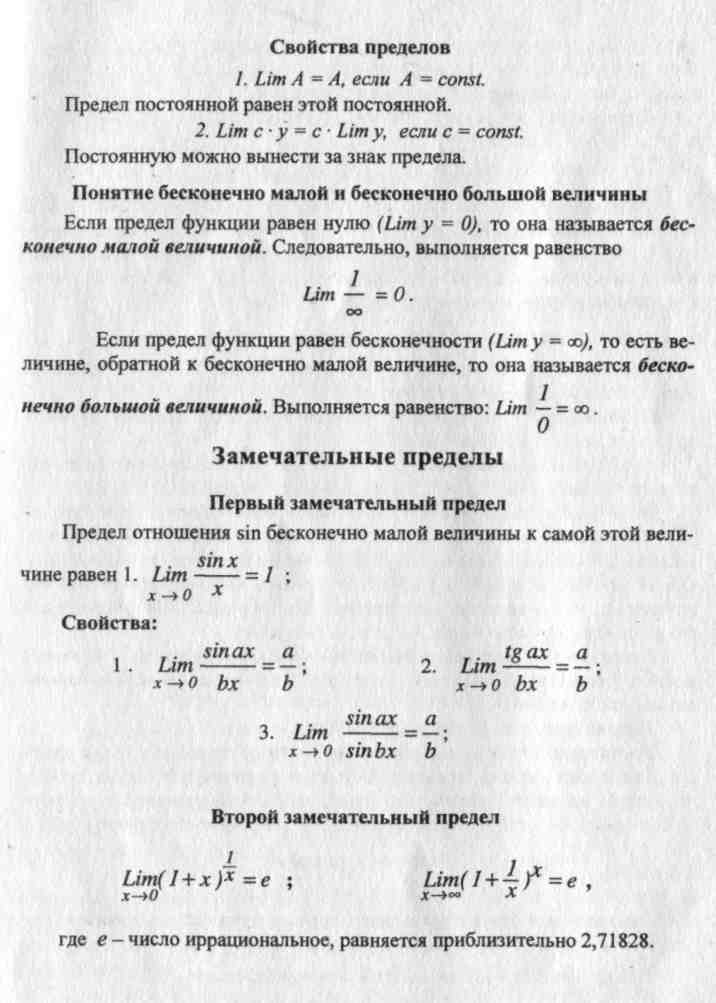 Свойства пределов
1. Lim A = A, если A = const.
Предел постоянной равен этой постоянной.
2. Lim c · y = c · Lim y, если c = const.
Постоянную можно вынести за знак предела.
Понятие бесконечно малой и бесконечно большой величины
Если предел функции равен нулю (Lim y = 0), то она называется бес-
конечно малой величиной. Следовательно, выполняется равенство
Lim 1/∞ = 0.
Если предел функции равен бесконечности (Lim y = ∞), то есть ве-
личине, обратной к бесконечно малой величине, то она называется беско-
нечно большой величиной. Выполняется равенство: Lim 1/0 = ∞.
Замечательные пределы
Первый замечательный предел
Предел отношения sin бесконечно малой величины к самой этой вели-
чине равен 1. Lim x→0 sin x / x = 1 ;
Свойства:
1. Lim x→0 sin ax / bx = a/b ; 2. Lim x→0 tg ax / bx = a/b ;
3. Lim x→0 sin ax / sin bx = a/b ;
Второй замечательный предел
Lim x→0 (1 + x)^(1/x) = e ; Lim x→∞ (1 + 1/x)^x = e ,
где e – число иррациональное, равняется приблизительно 2,71828.